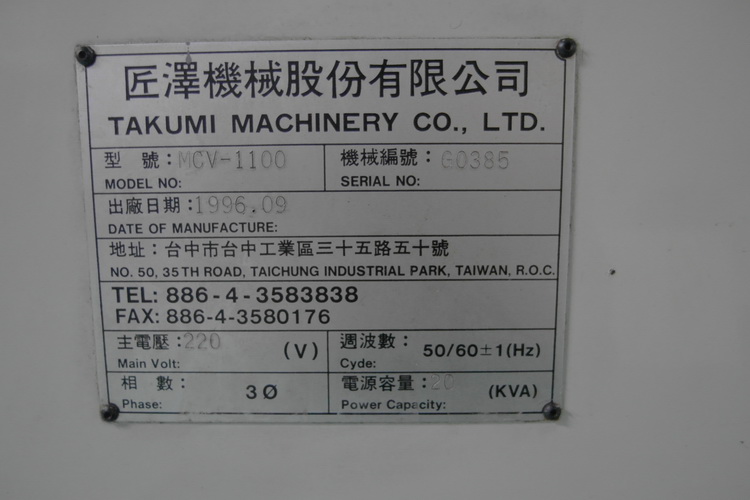 匠澤機械股份有限公司
TAKUMI MACHINERY CO., LTD.
型 號：MCV-1100 機械編號：G0385
MODEL NO: SERIAL NO:
出廠日期：1996.09
DATE OF MANUFACTURE:
地址：台中市台中工業區三十五路五十號
NO. 50, 35 TH ROAD, TAICHUNG INDUSTRIAL PARK, TAIWAN, R.O.C.
TEL: 886-4-3583838
FAX: 886-4-3580176
主電壓：220 (V) 週波數： 50/60±1(Hz)
Main Volt: Cyde:
相 數： 3Ø 電源容量：20 (KVA)
Phase: Power Capacity: